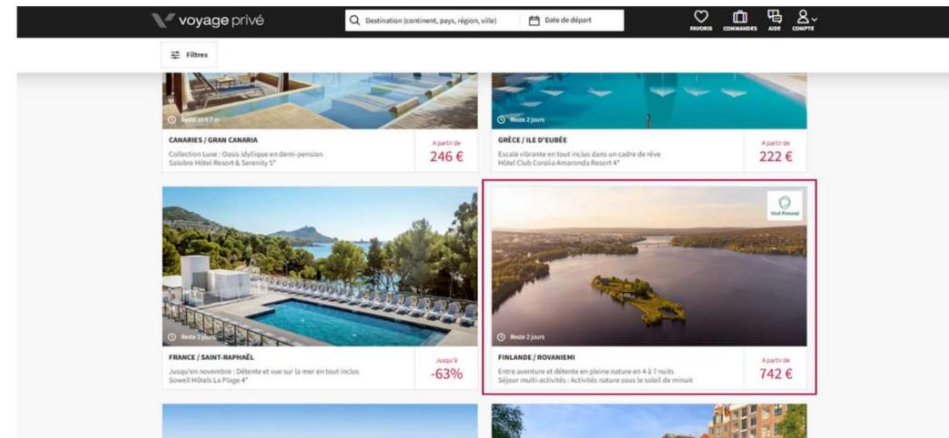 voyage privé
Destination (continent, pays, région, ville)
Date de départ
FAVORIS
COMMANDES
AIDE
COMPTE
Filtres
Reste 2 jours
CANARIES / GRAN CANARIA
Collection Luxe : Oasis idyllique en demi-pension
Salobre Hôtel Resort & Serenity 5*
A partir de
246 €
GRÈCE / ILE D'EUBÉE
Escale vibrante en tout inclus dans un cadre de rêve
Hôtel Club Coralia Amaronda Resort 4*
A partir de
222 €
Reste 2 jours
FRANCE / SAINT-RAPHAËL
Jusqu'en novembre : Détente et vue sur la mer en tout inclus
Sowell Hôtels La Plage 4*
Jusqu'à
-63%
Visit Finland
Reste 2 jours
FINLANDE / ROVANIEMI
Entre aventure et détente en pleine nature en 4 à 7 nuits
Séjour multi-activités : Activités nature sous le soleil de minuit
A partir de
742 €